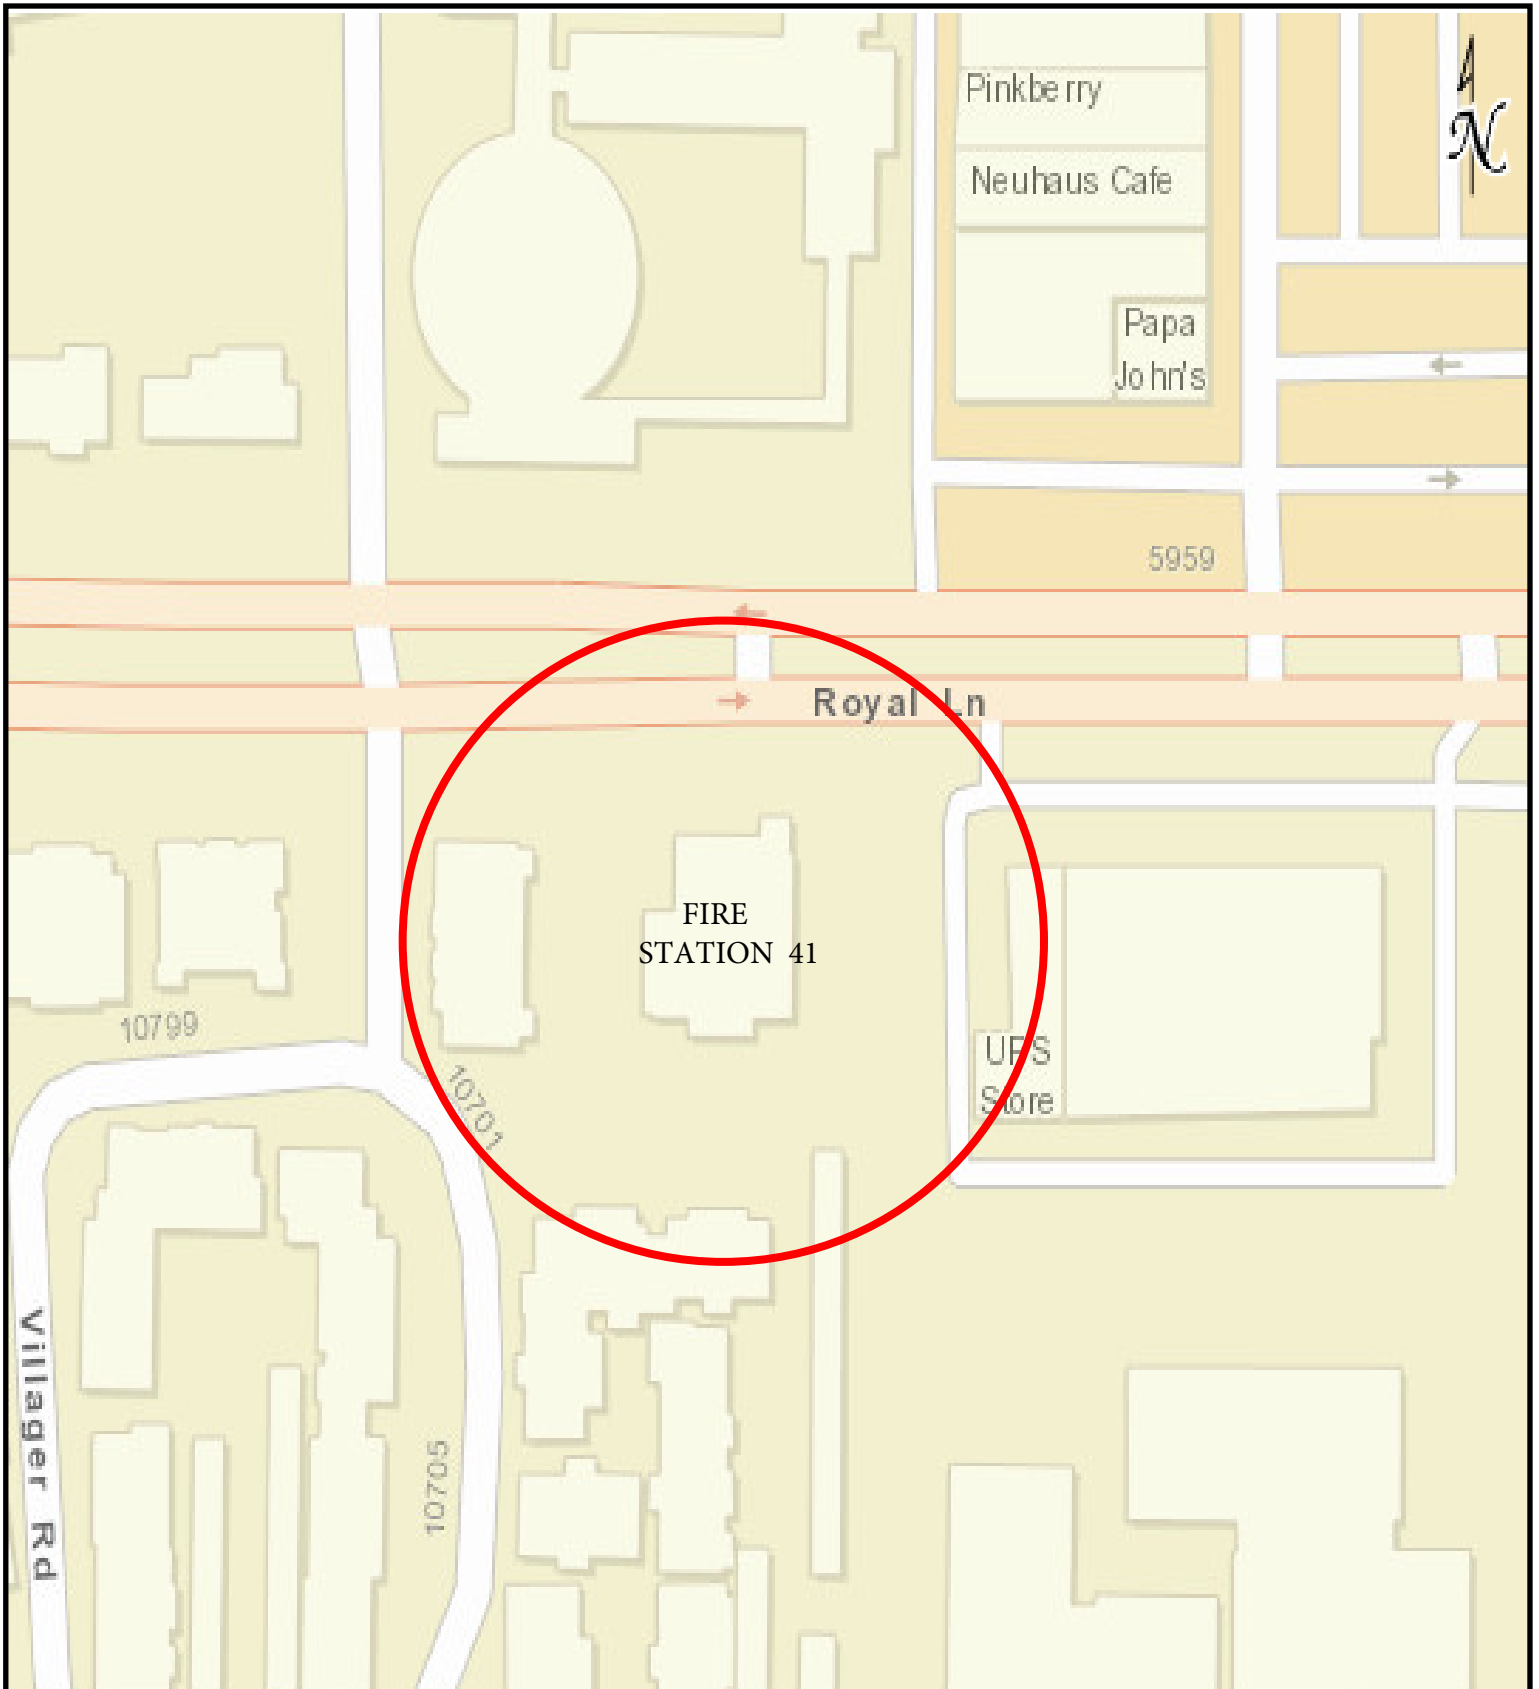 Pinkberry
N
Neuhaus Cafe
Papa
John's
5959
Royal Ln
FIRE
STATION 41
10799
UPS
Store
10701
Villager Rd
10705